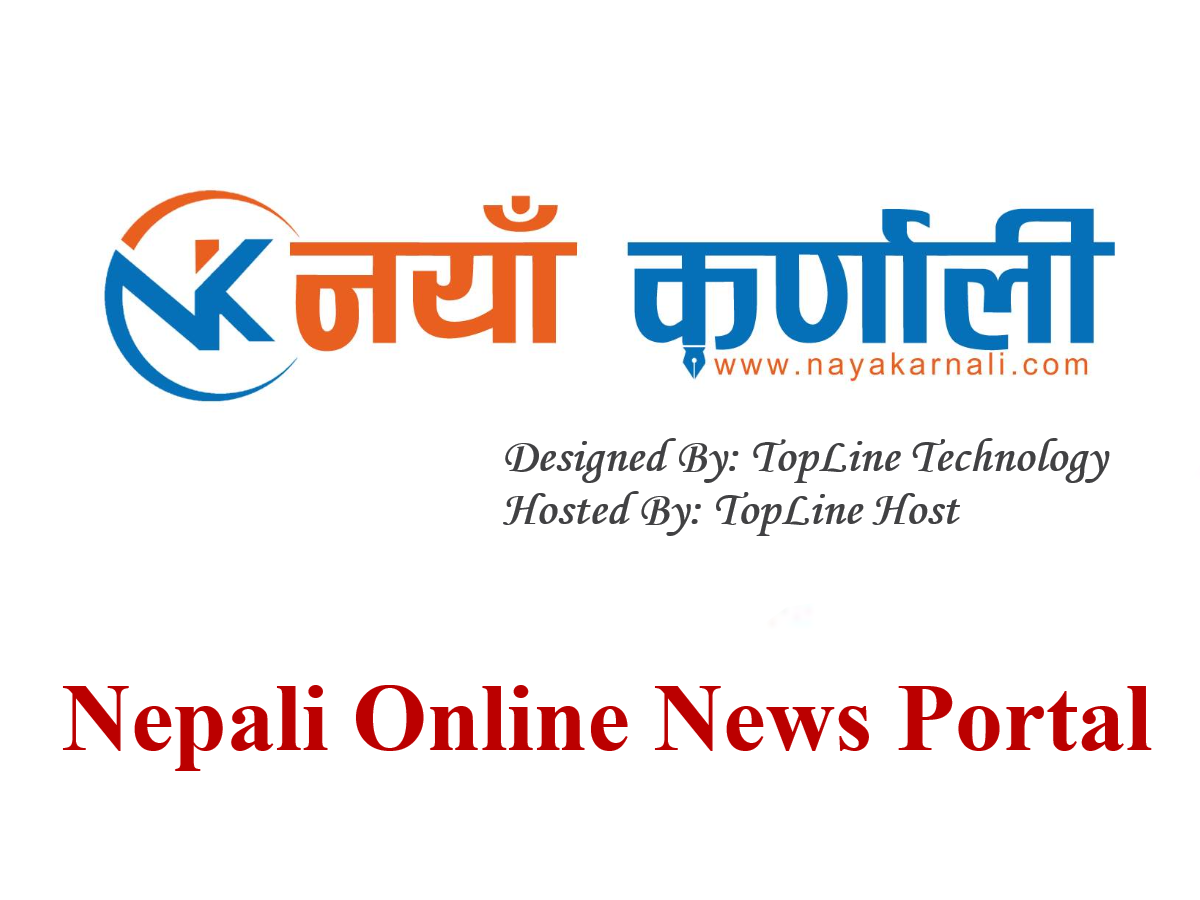 NK नयाँ कर्णाली
www.nayakarnali.com
Designed By: TopLine Technology
Hosted By: TopLine Host
Nepali Online News Portal